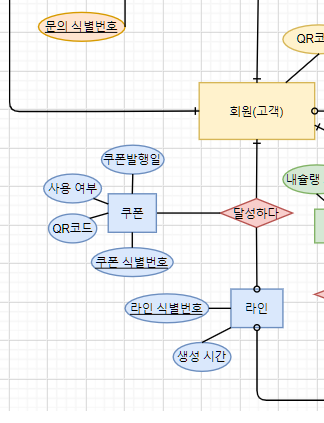 문의 식별번호
QR코
회원(고객)
쿠폰발행일
사용 여부
내슐랭
쿠폰
달성하다
QR코드
쿠폰 식별번호
라인 식별번호
라인
생성 시간